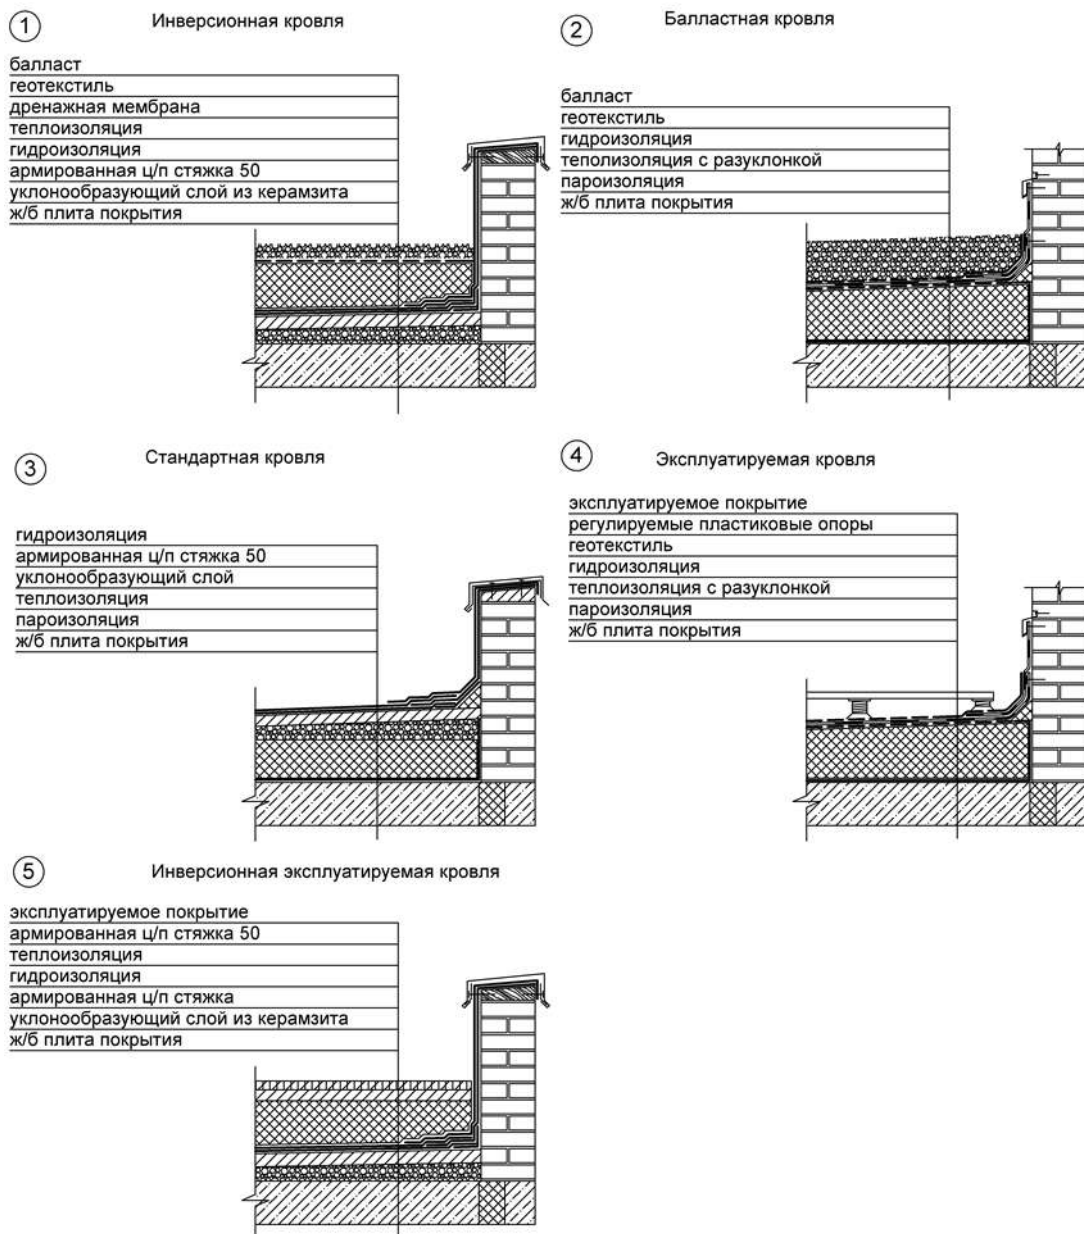 1
Инверсионная кровля
балласт
геотекстиль
дренажная мембрана
теплоизоляция
гидроизоляция
армированная ц/п стяжка 50
уклонообразующий слой из керамзита
ж/б плита покрытия
2
Балластная кровля
балласт
геотекстиль
гидроизоляция
теполизоляция с разуклонкой
пароизоляция
ж/б плита покрытия
3
Стандартная кровля
гидроизоляция
армированная ц/п стяжка 50
уклонообразующий слой
теплоизоляция
пароизоляция
ж/б плита покрытия
4
Эксплуатируемая кровля
эксплуатируемое покрытие
регулируемые пластиковые опоры
геотекстиль
гидроизоляция
теплоизоляция с разуклонкой
пароизоляция
ж/б плита покрытия
5
Инверсионная эксплуатируемая кровля
эксплуатируемое покрытие
армированная ц/п стяжка 50
теплоизоляция
гидроизоляция
армированная ц/п стяжка
уклонообразующий слой из керамзита
ж/б плита покрытия